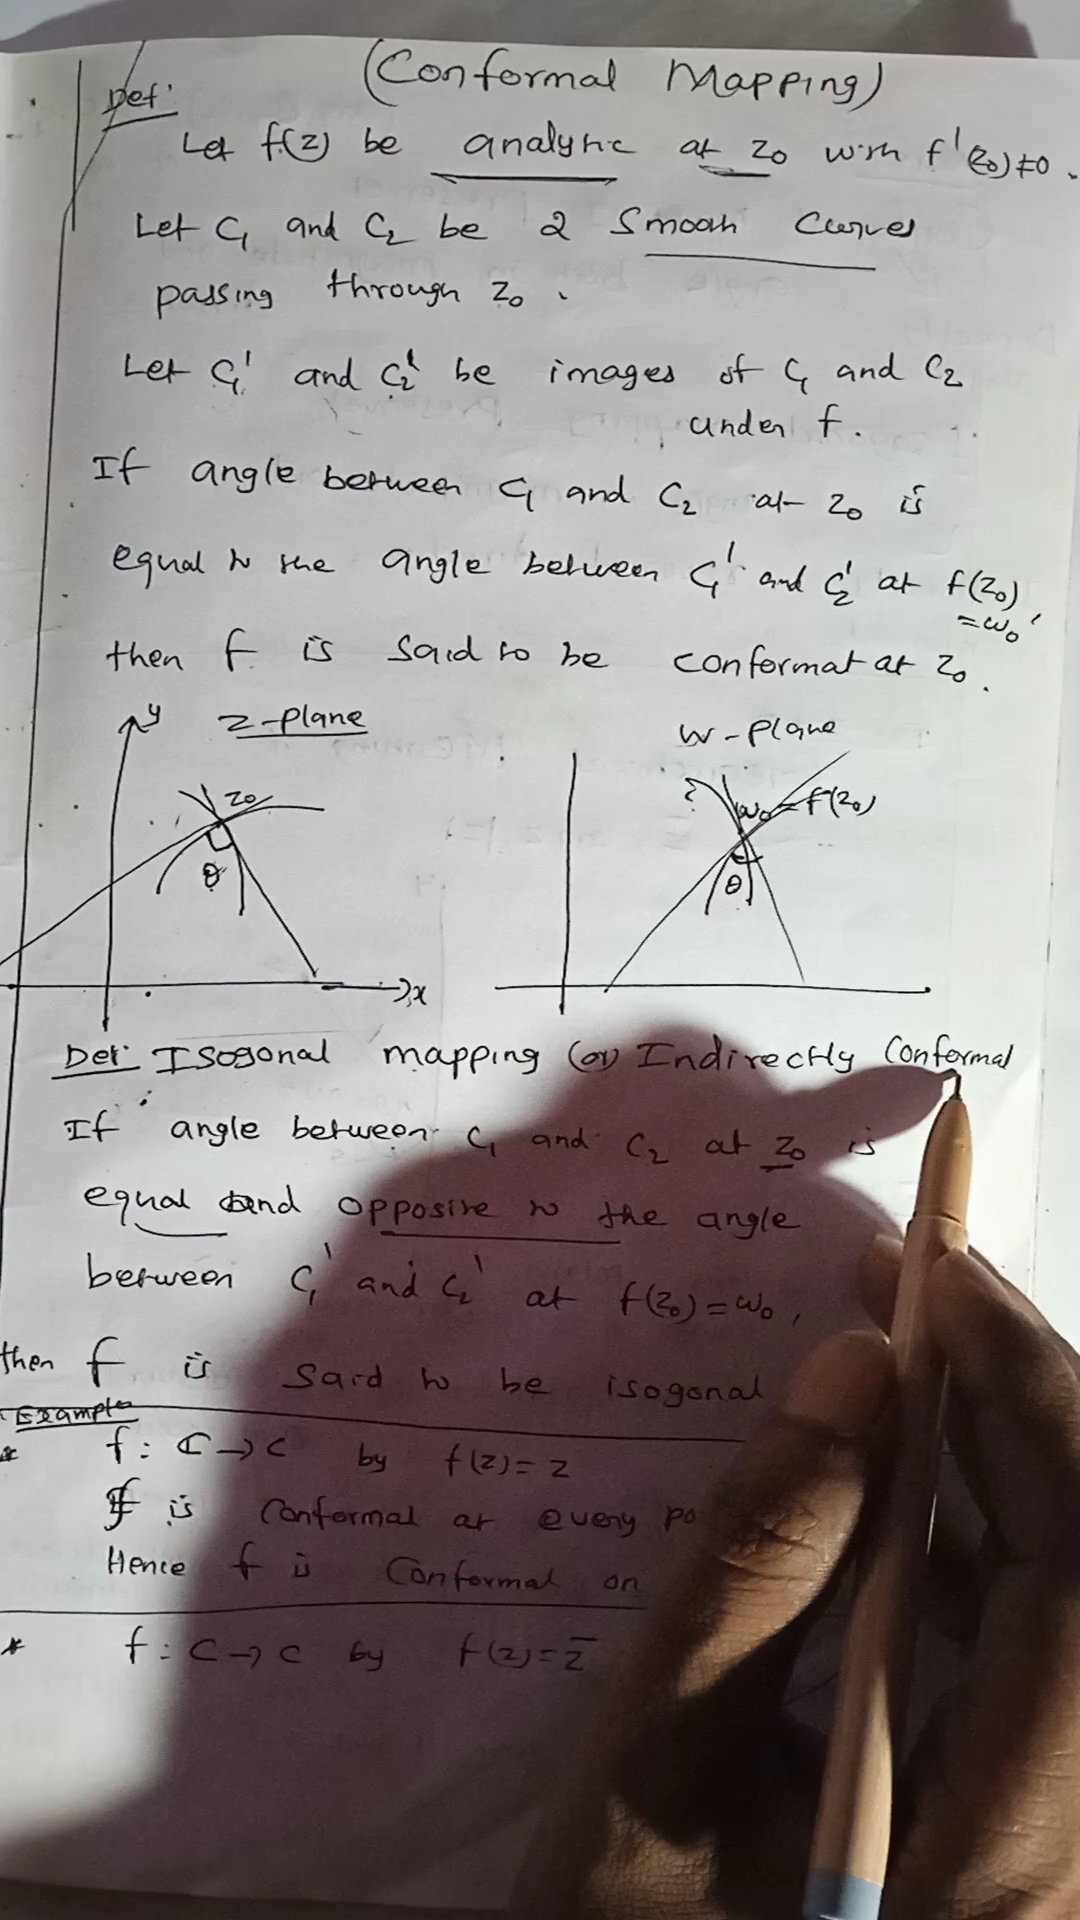 (Conformal Mapping)
Def:
Let f(z) be analytic at z₀ with f'(z₀)≠0.
Let C₁ and C₂ be 2 smooth curves
passing through z₀.
Let C₁' and C₂' be images of C₁ and C₂
under f.
If angle between C₁ and C₂ at z₀ is
equal to the angle between C₁' and C₂' at f(z₀)
=w₀,
then f is said to be conformal at z₀.
y z-plane
w-plane
z₀
w₀=f(z₀)
θ
θ
x
Def: Isogonal mapping (or) Indirectly Conformal
If angle between C₁ and C₂ at z₀ is
equal and opposite to the angle
between C₁' and C₂' at f(z₀)=w₀,
then f is said to be isogonal
Example
* f: C→C by f(z)=z
f is conformal at every
Hence f is conformal on
* f: C→C by f(z)=z̄